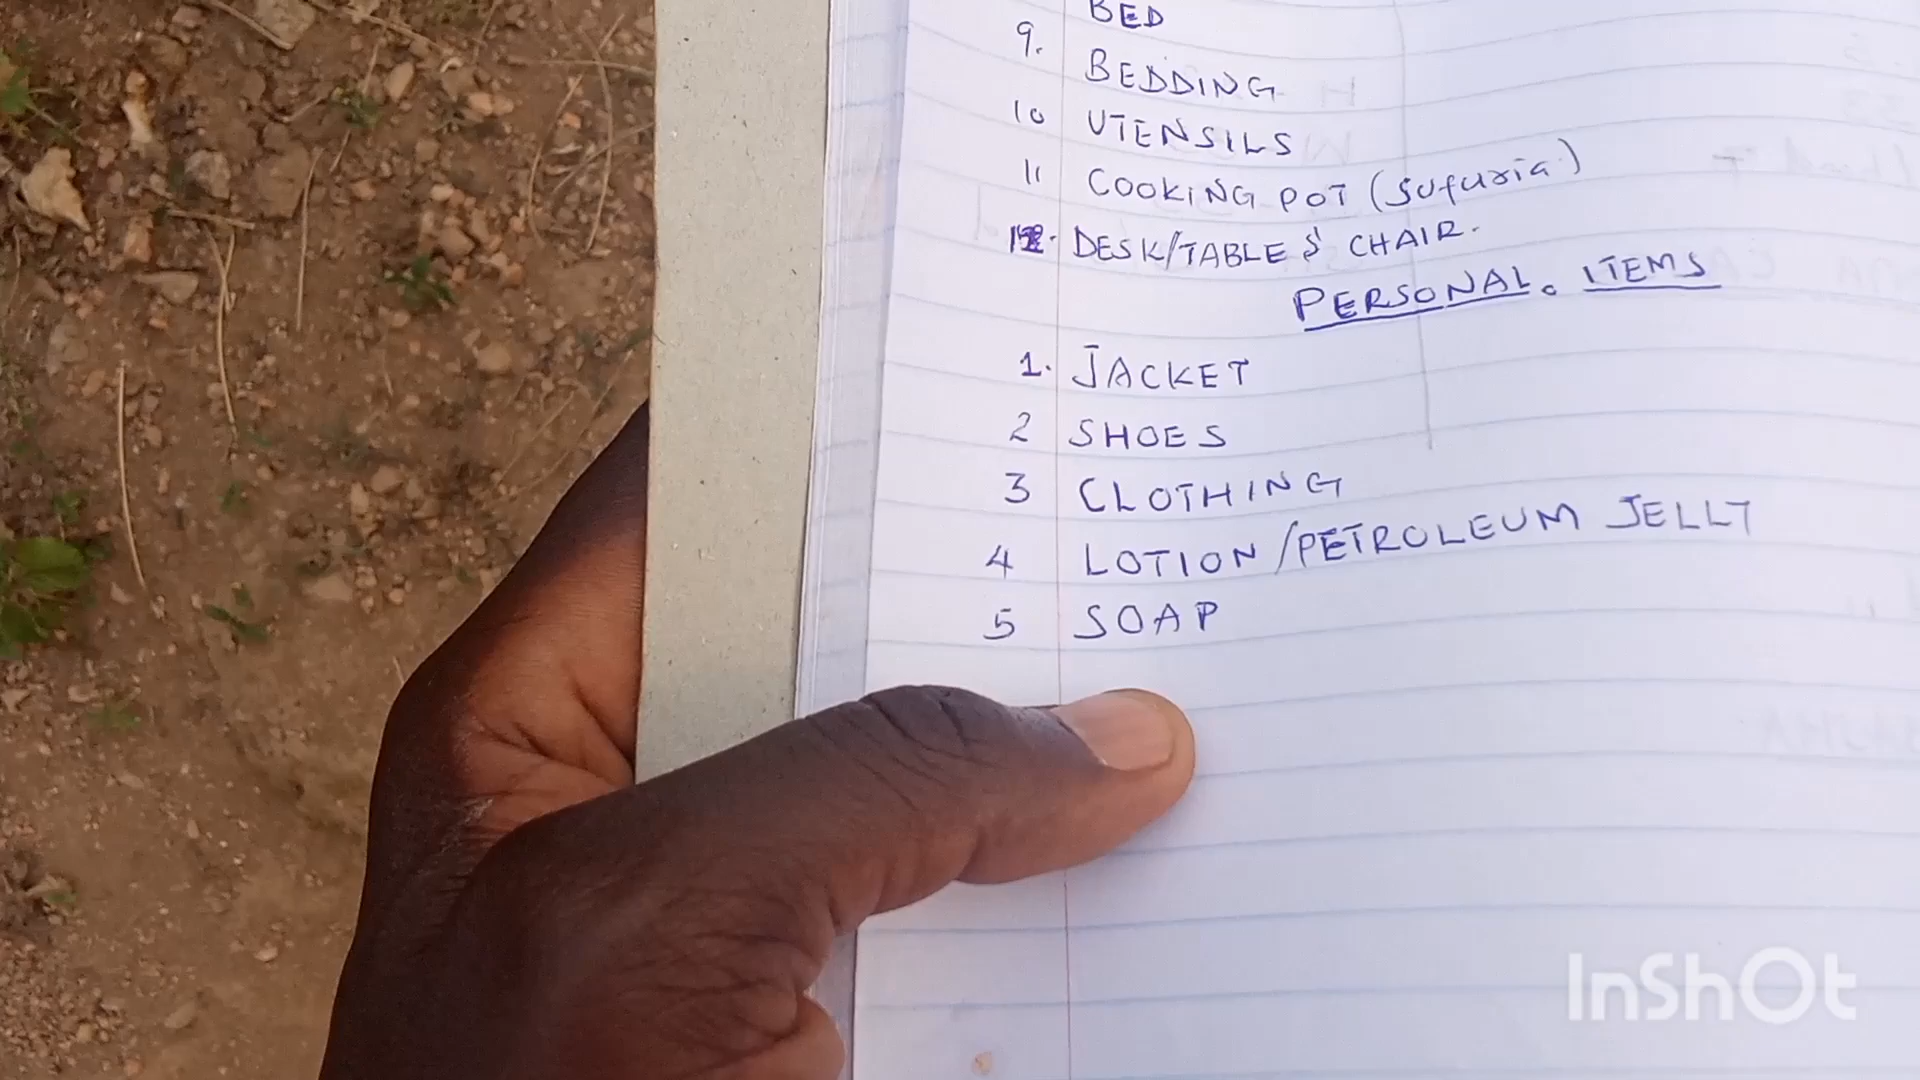 BED
9. BEDDING
10 UTENSILS
11 COOKING POT (Sufuria)
12. DESK/TABLE & CHAIR.
PERSONAL ITEMS
1. JACKET
2 SHOES
3 CLOTHING
4 LOTION/PETROLEUM JELLY
5 SOAP
InShOt